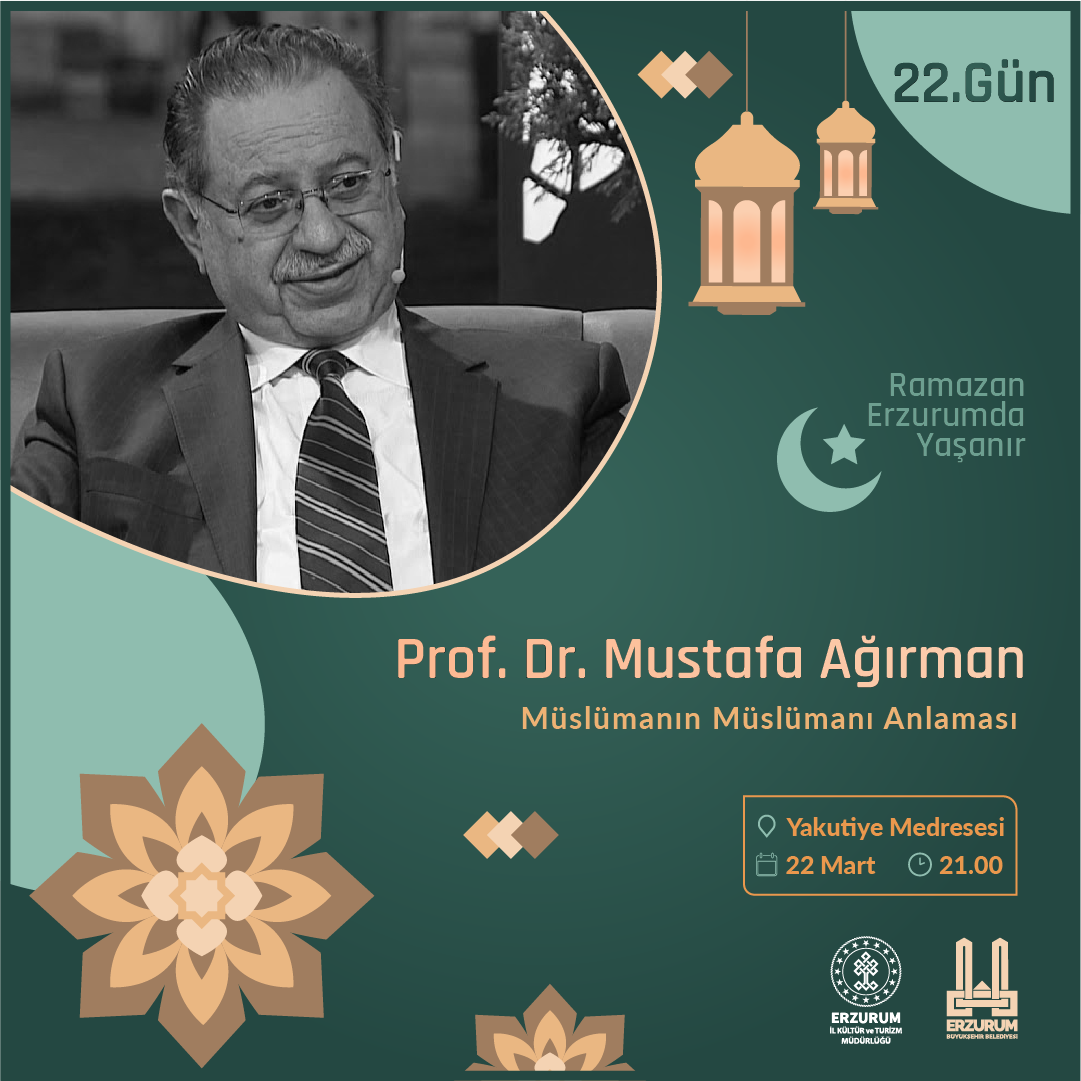 22.Gün
Ramazan
Erzurumda
Yaşanır
Prof. Dr. Mustafa Ağırman
Müslümanın Müslümanı Anlaması
Yakutiye Medresesi
22 Mart 21.00
ERZURUM
İL KÜLTÜR ve TURİZM
MÜDÜRLÜĞÜ
ERZURUM
BÜYÜKŞEHİR BELEDİYESİ